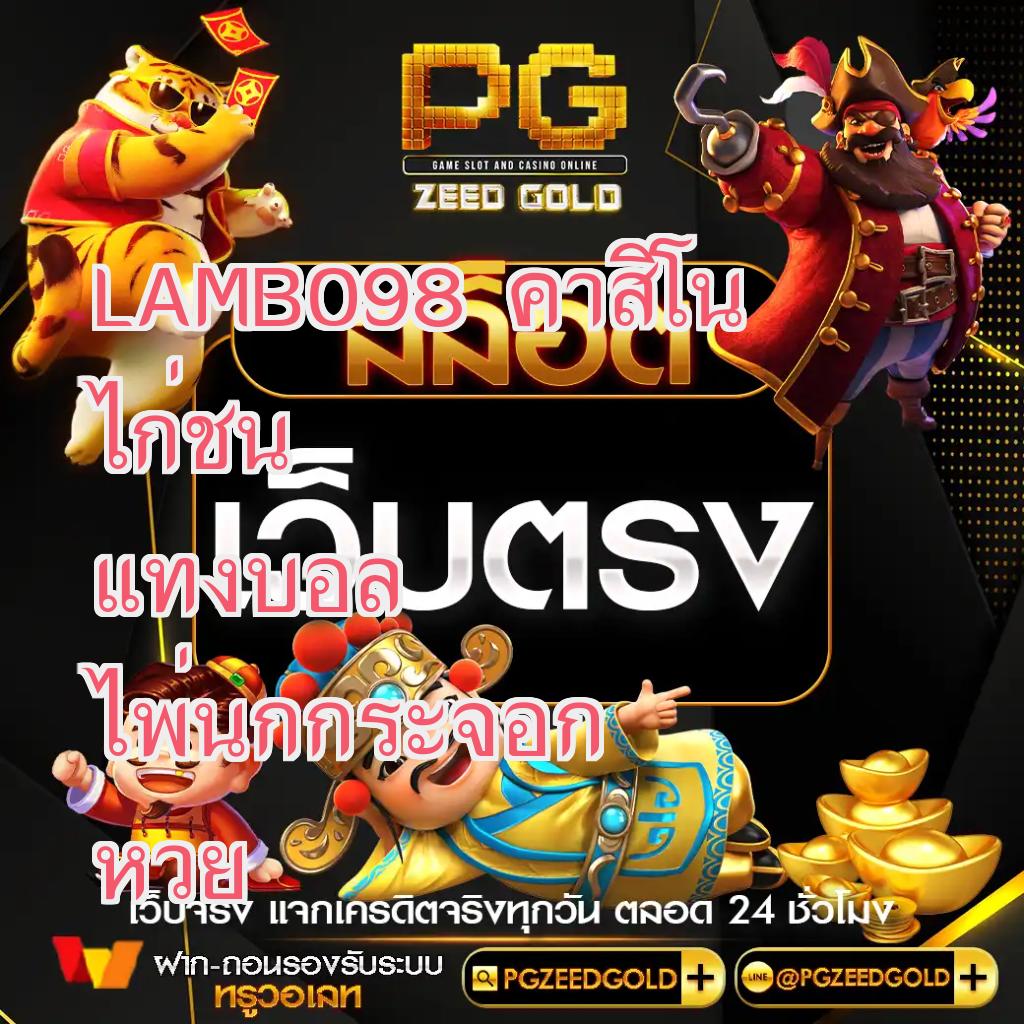 PG
GAME SLOT AND CASINO ONLINE
ZEED GOLD
LAMBO98 คาสิโน
สล็อต
ไก่ชน
เว็บตรง
แทงบอล
ไพ่นกกระจอก
หวย
เว็บจริง แจกเครดิตจริงทุกวัน ตลอด 24 ชั่วโมง
ฝาก-ถอนรองรับระบบ
ทรูวอเลท
PGZEEDGOLD +
LINE @PGZEEDGOLD +